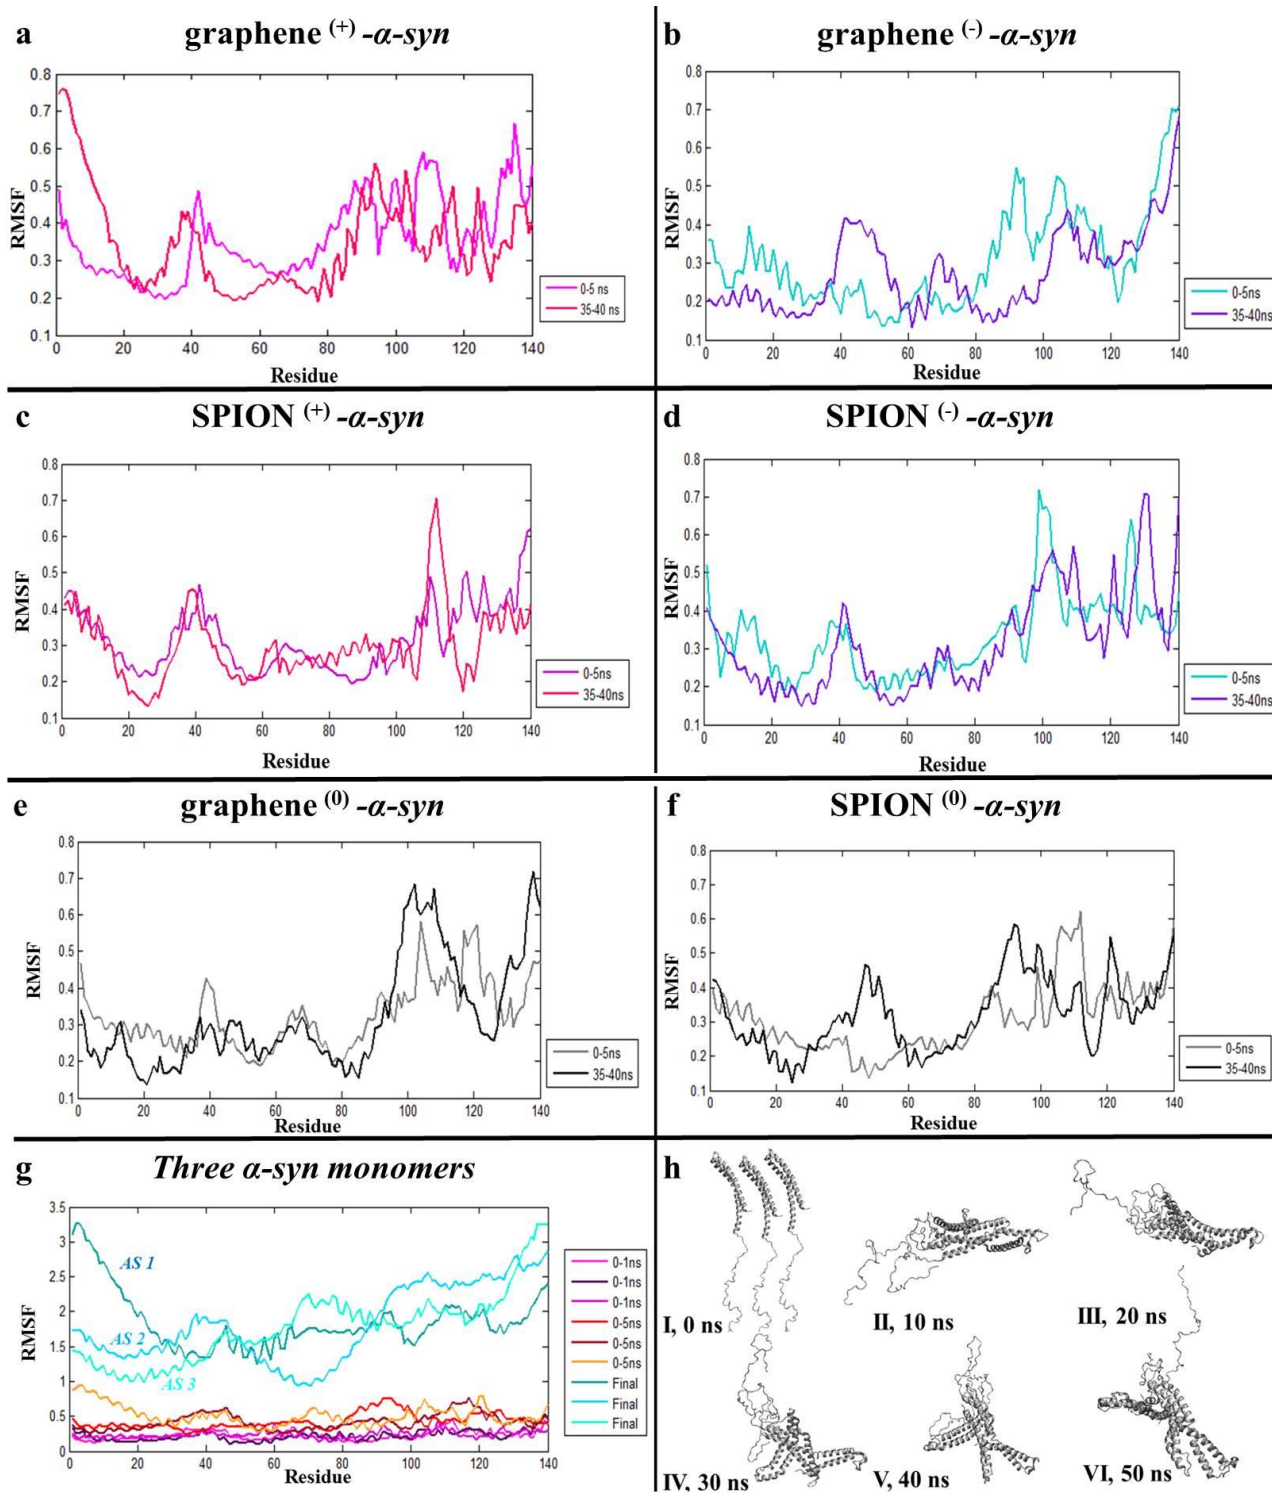 a graphene (+) -α-syn
RMSF
0.8
0.7
0.6
0.5
0.4
0.3
0.2
0.1
0 20 40 60 80 100 120 140
Residue
0-5 ns
35-40 ns
b graphene (-) -α-syn
RMSF
0.8
0.7
0.6
0.5
0.4
0.3
0.2
0.1
0 20 40 60 80 100 120 140
Residue
0-5ns
35-40ns
c SPION (+) -α-syn
RMSF
0.8
0.7
0.6
0.5
0.4
0.3
0.2
0.1
0 20 40 60 80 100 120 140
Residue
0-5ns
35-40ns
d SPION (-) -α-syn
RMSF
0.8
0.7
0.6
0.5
0.4
0.3
0.2
0.1
0 20 40 60 80 100 120 140
Residue
0-5ns
35-40ns
e graphene (0) -α-syn
RMSF
0.8
0.7
0.6
0.5
0.4
0.3
0.2
0.1
0 20 40 60 80 100 120 140
Residue
0-5ns
35-40ns
f SPION (0) -α-syn
RMSF
0.8
0.7
0.6
0.5
0.4
0.3
0.2
0.1
0 20 40 60 80 100 120 140
Residue
0-5ns
35-40ns
g Three α-syn monomers
RMSF
3.5
3
2.5
2
1.5
1
0.5
0
AS 1
AS 2
AS 3
0 20 40 60 80 100 120 140
Residue
0-1ns
0-1ns
0-1ns
0-5ns
0-5ns
0-5ns
Final
Final
Final
h
I, 0 ns
II, 10 ns
III, 20 ns
IV, 30 ns
V, 40 ns
VI, 50 ns